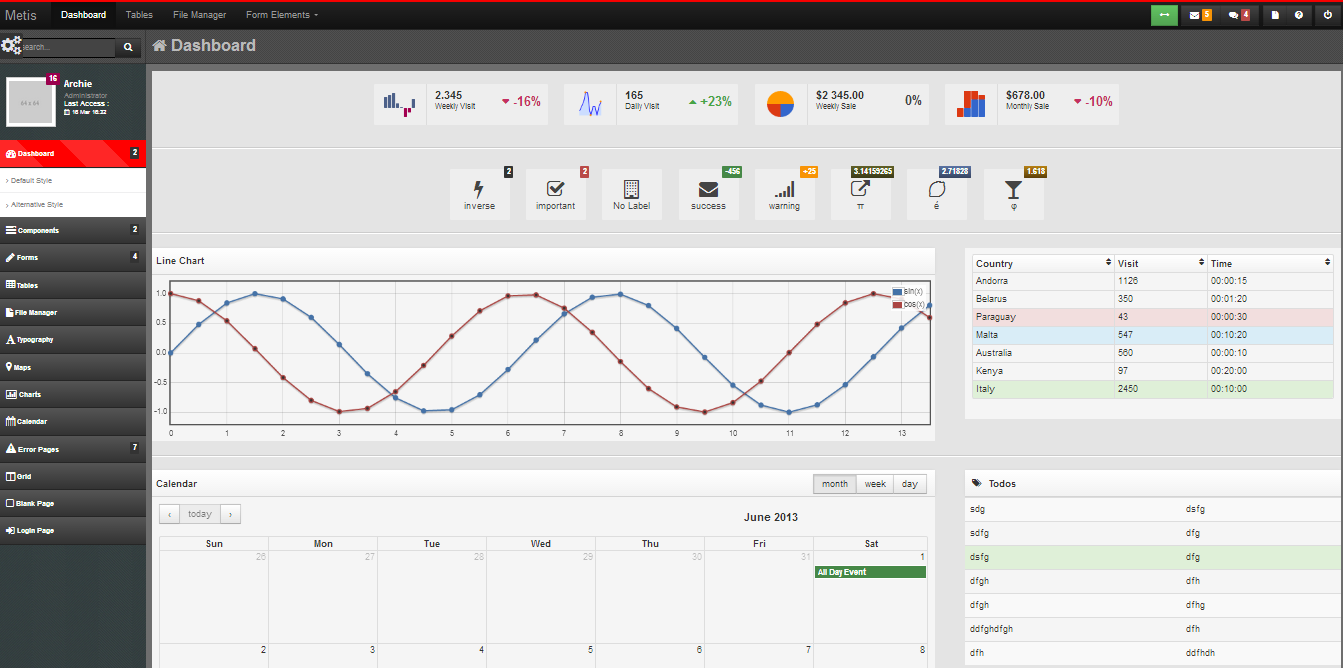 Metis Dashboard Tables File Manager Form Elements 5 4
Search...
Dashboard
16
Archie
Administrator
Last Access :
16 Mar 16:32
Dashboard 2
› Default Style
› Alternative Style
Components 2
Forms 4
Tables
File Manager
Typography
Maps
Charts
Calendar
Error Pages 7
Grid
Blank Page
Login Page
2.345
Weekly Visit
-16%
165
Daily Visit
+23%
$2 345.00
Weekly Sale
0%
$678.00
Monthly Sale
-10%
2
inverse
2
important
No Label
-456
success
+25
warning
3.14159265
π
2.71828
é
1.618
φ
Line Chart
1.0
0.5
0.0
-0.5
-1.0
0 1 2 3 4 5 6 7 8 9 10 11 12 13
sin(x)
cos(x)
Country Visit Time
Andorra 1126 00:00:15
Belarus 350 00:01:20
Paraguay 43 00:00:30
Malta 547 00:10:20
Australia 560 00:00:10
Kenya 97 00:20:00
Italy 2450 00:10:00
Calendar
month week day
‹ today ›
June 2013
Sun Mon Tue Wed Thu Fri Sat
26 27 28 29 30 31 1
All Day Event
2 3 4 5 6 7 8
Todos
sdg dsfg
sdfg dfg
dsfg dfg
dfgh dfh
dfgh dfhg
ddfghdfgh dfh
dfh ddfhdh